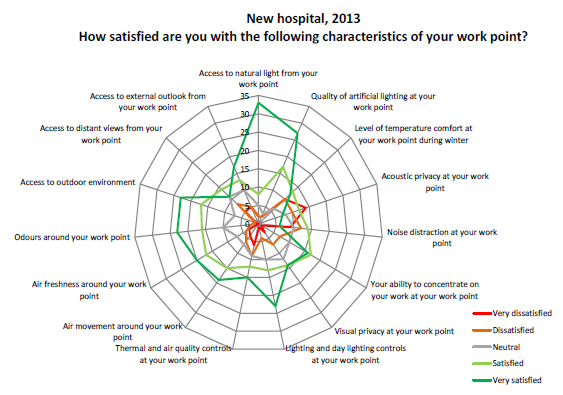 New hospital, 2013
How satisfied are you with the following characteristics of your work point?
Access to natural light from your
work point
Quality of artificial lighting at your
work point
Level of temperature comfort at
your work point during winter
Acoustic privacy at your work
point
Noise distraction at your work
point
Your ability to concentrate on
your work at your work point
Visual privacy at your work point
Lighting and day lighting controls
at your work point
Thermal and air quality controls
at your work point
Air movement around your work
point
Air freshness around your work
point
Odours around your work point
Access to outdoor environment
Access to distant views from your
work point
Access to external outlook from
your work point
35
30
25
20
15
10
5
0
Very dissatisfied
Dissatisfied
Neutral
Satisfied
Very satisfied